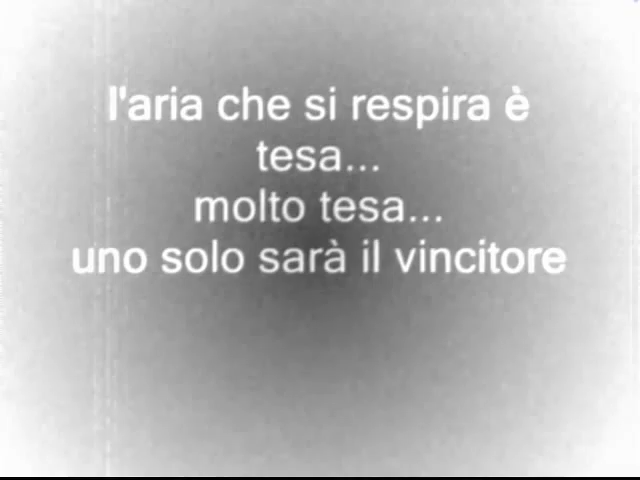 l'aria che si respira è
tesa...
molto tesa...
uno solo sarà il vincitore